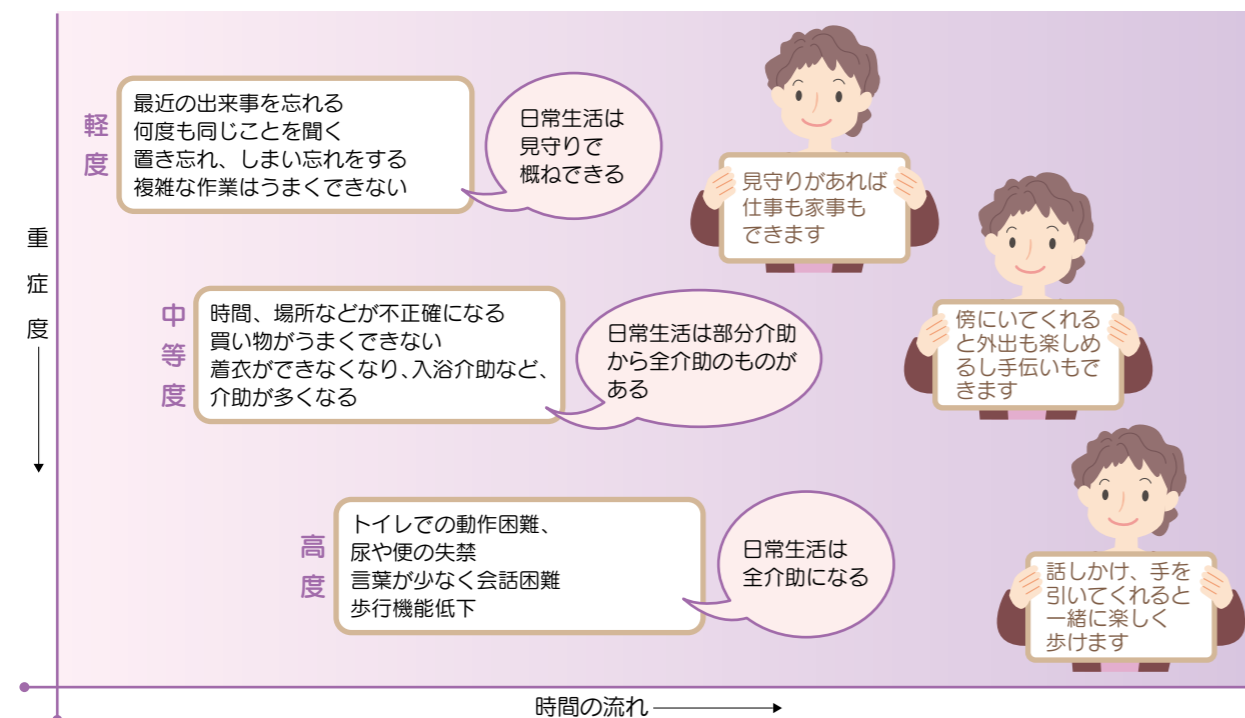 重症度
軽度
最近の出来事を忘れる
何度も同じことを聞く
置き忘れ、しまい忘れをする
複雑な作業はうまくできない
日常生活は
見守りで
概ねできる
見守りがあれば
仕事も家事も
できます
中等度
時間、場所などが不正確になる
買い物がうまくできない
着衣ができなくなり、入浴介助など、
介助が多くなる
日常生活は部分介助
から全介助のものが
ある
傍にいてくれる
と外出も楽しめ
るし手伝いもで
きます
高度
トイレでの動作困難、
尿や便の失禁
言葉が少なく会話困難
歩行機能低下
日常生活は
全介助になる
話しかけ、手を
引いてくれると
一緒に楽しく
歩けます
時間の流れ